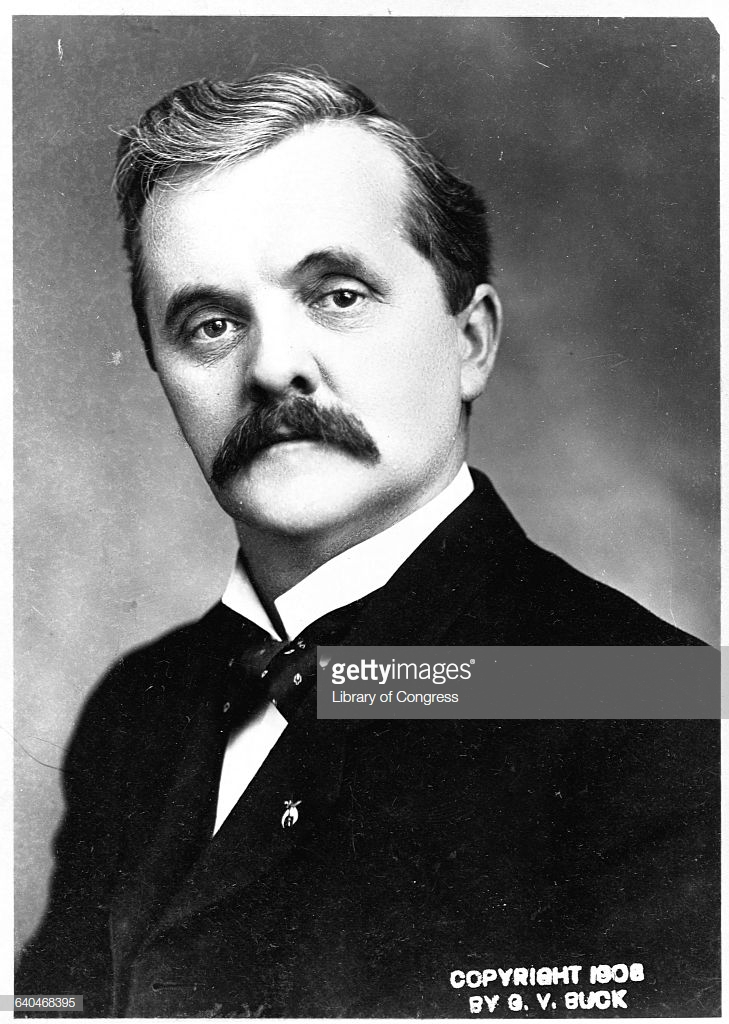 gettyimages®
Library of Congress
COPYRIGHT 1908
BY G. V. BUCK
640468395